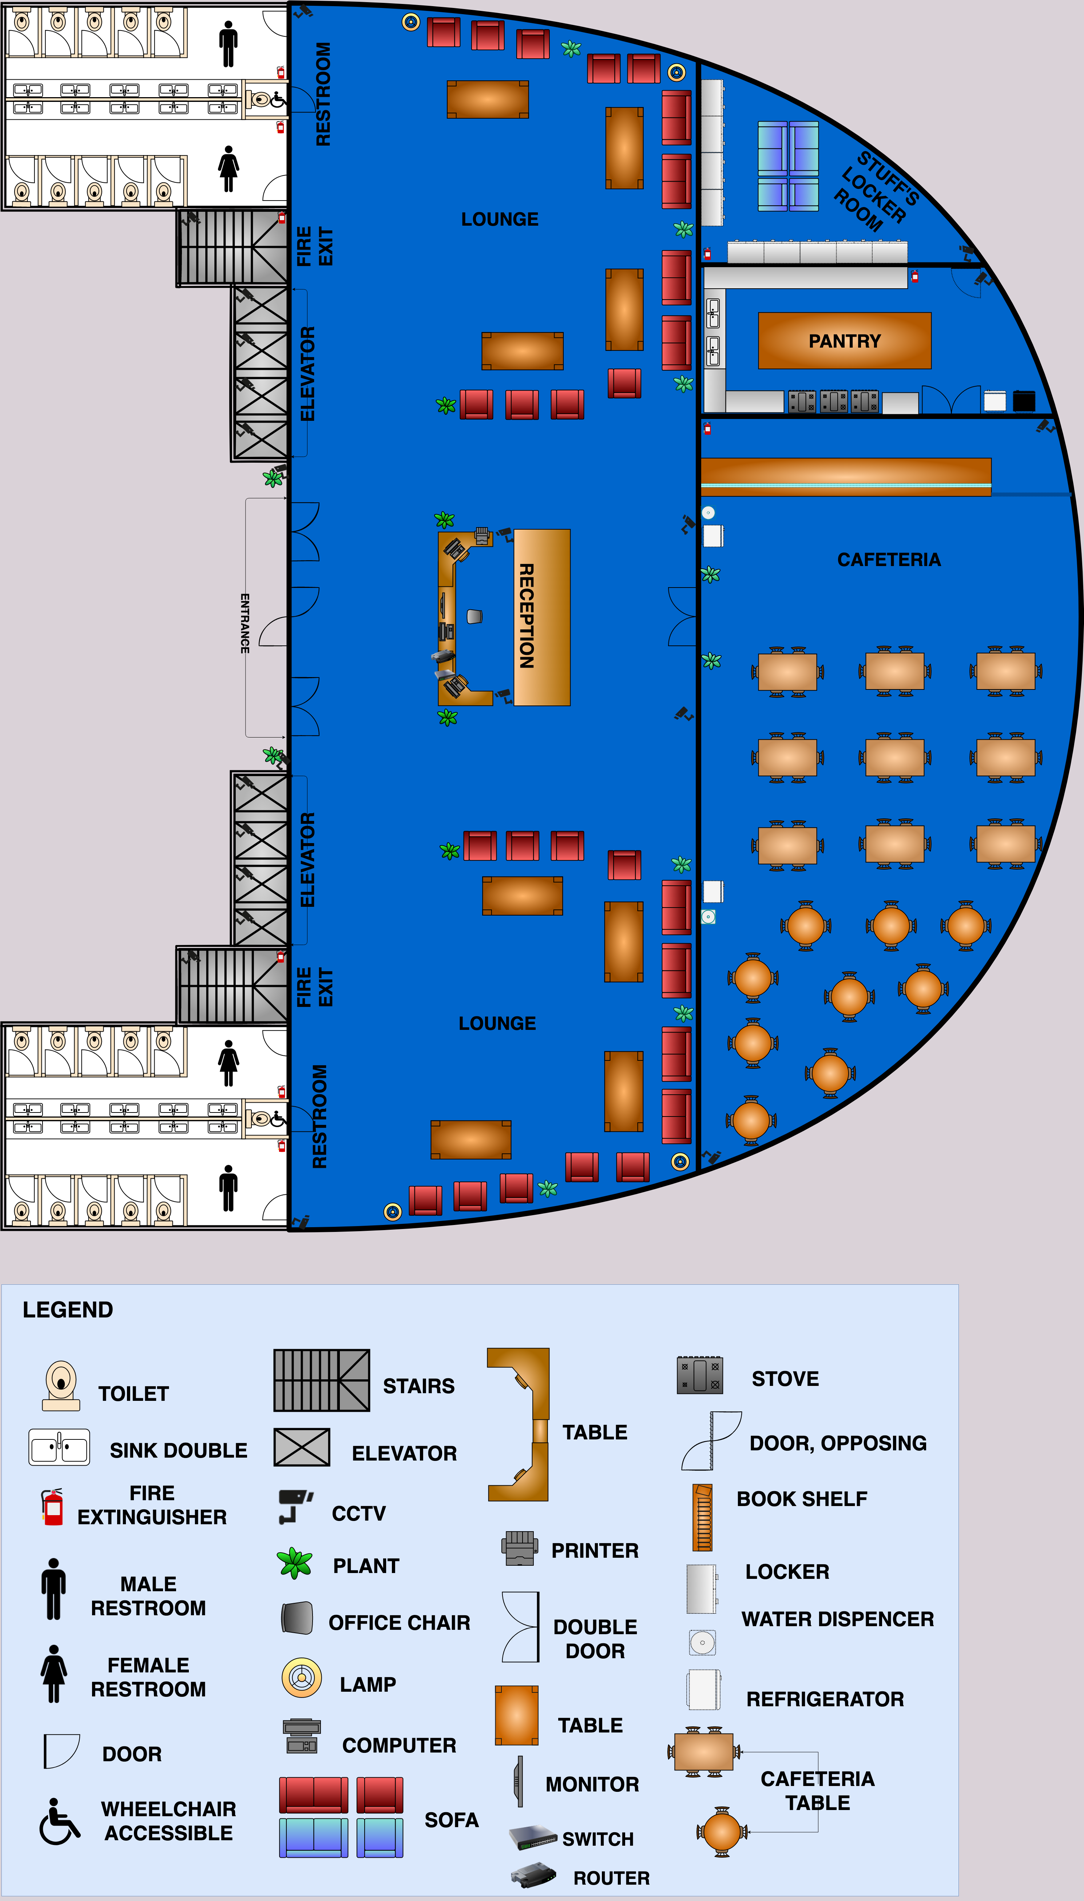 RESTROOM
LOUNGE
STUFF'S
LOCKER
ROOM
FIRE
EXIT
ELEVATOR
PANTRY
ENTRANCE
RECEPTION
CAFETERIA
ELEVATOR
FIRE
EXIT
LOUNGE
RESTROOM
LEGEND
TOILET
SINK DOUBLE
FIRE
EXTINGUISHER
MALE
RESTROOM
FEMALE
RESTROOM
DOOR
WHEELCHAIR
ACCESSIBLE
STAIRS
ELEVATOR
CCTV
PLANT
OFFICE CHAIR
LAMP
COMPUTER
SOFA
TABLE
PRINTER
DOUBLE
DOOR
TABLE
MONITOR
SWITCH
ROUTER
STOVE
DOOR, OPPOSING
BOOK SHELF
LOCKER
WATER DISPENCER
REFRIGERATOR
CAFETERIA
TABLE